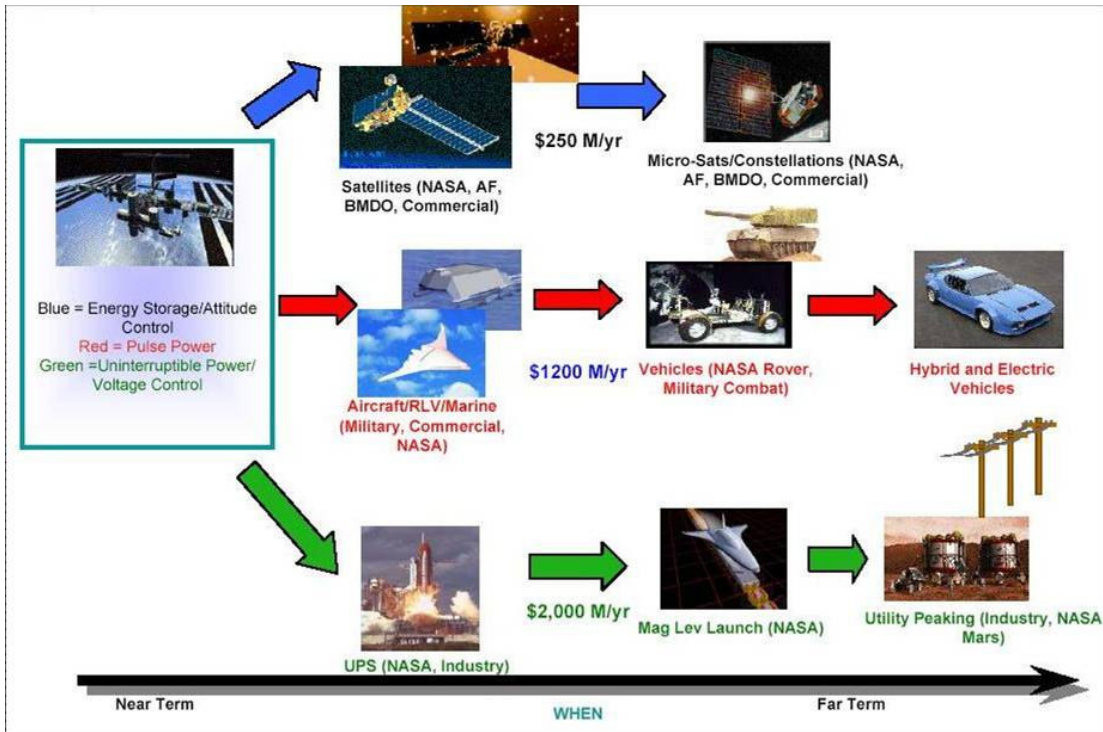 $250 M/yr
Satellites (NASA, AF,
BMDO, Commercial)
Micro-Sats/Constellations (NASA,
AF, BMDO, Commercial)
Blue = Energy Storage/Attitude
Control
Red = Pulse Power
Green =Uninterruptible Power/
Voltage Control
$1200 M/yr
Aircraft/RLV/Marine
(Military, Commercial,
NASA)
Vehicles (NASA Rover,
Military Combat)
Hybrid and Electric
Vehicles
$2,000 M/yr
UPS (NASA, Industry)
Mag Lev Launch (NASA)
Utility Peaking (Industry, NASA
Mars)
Near Term
WHEN
Far Term